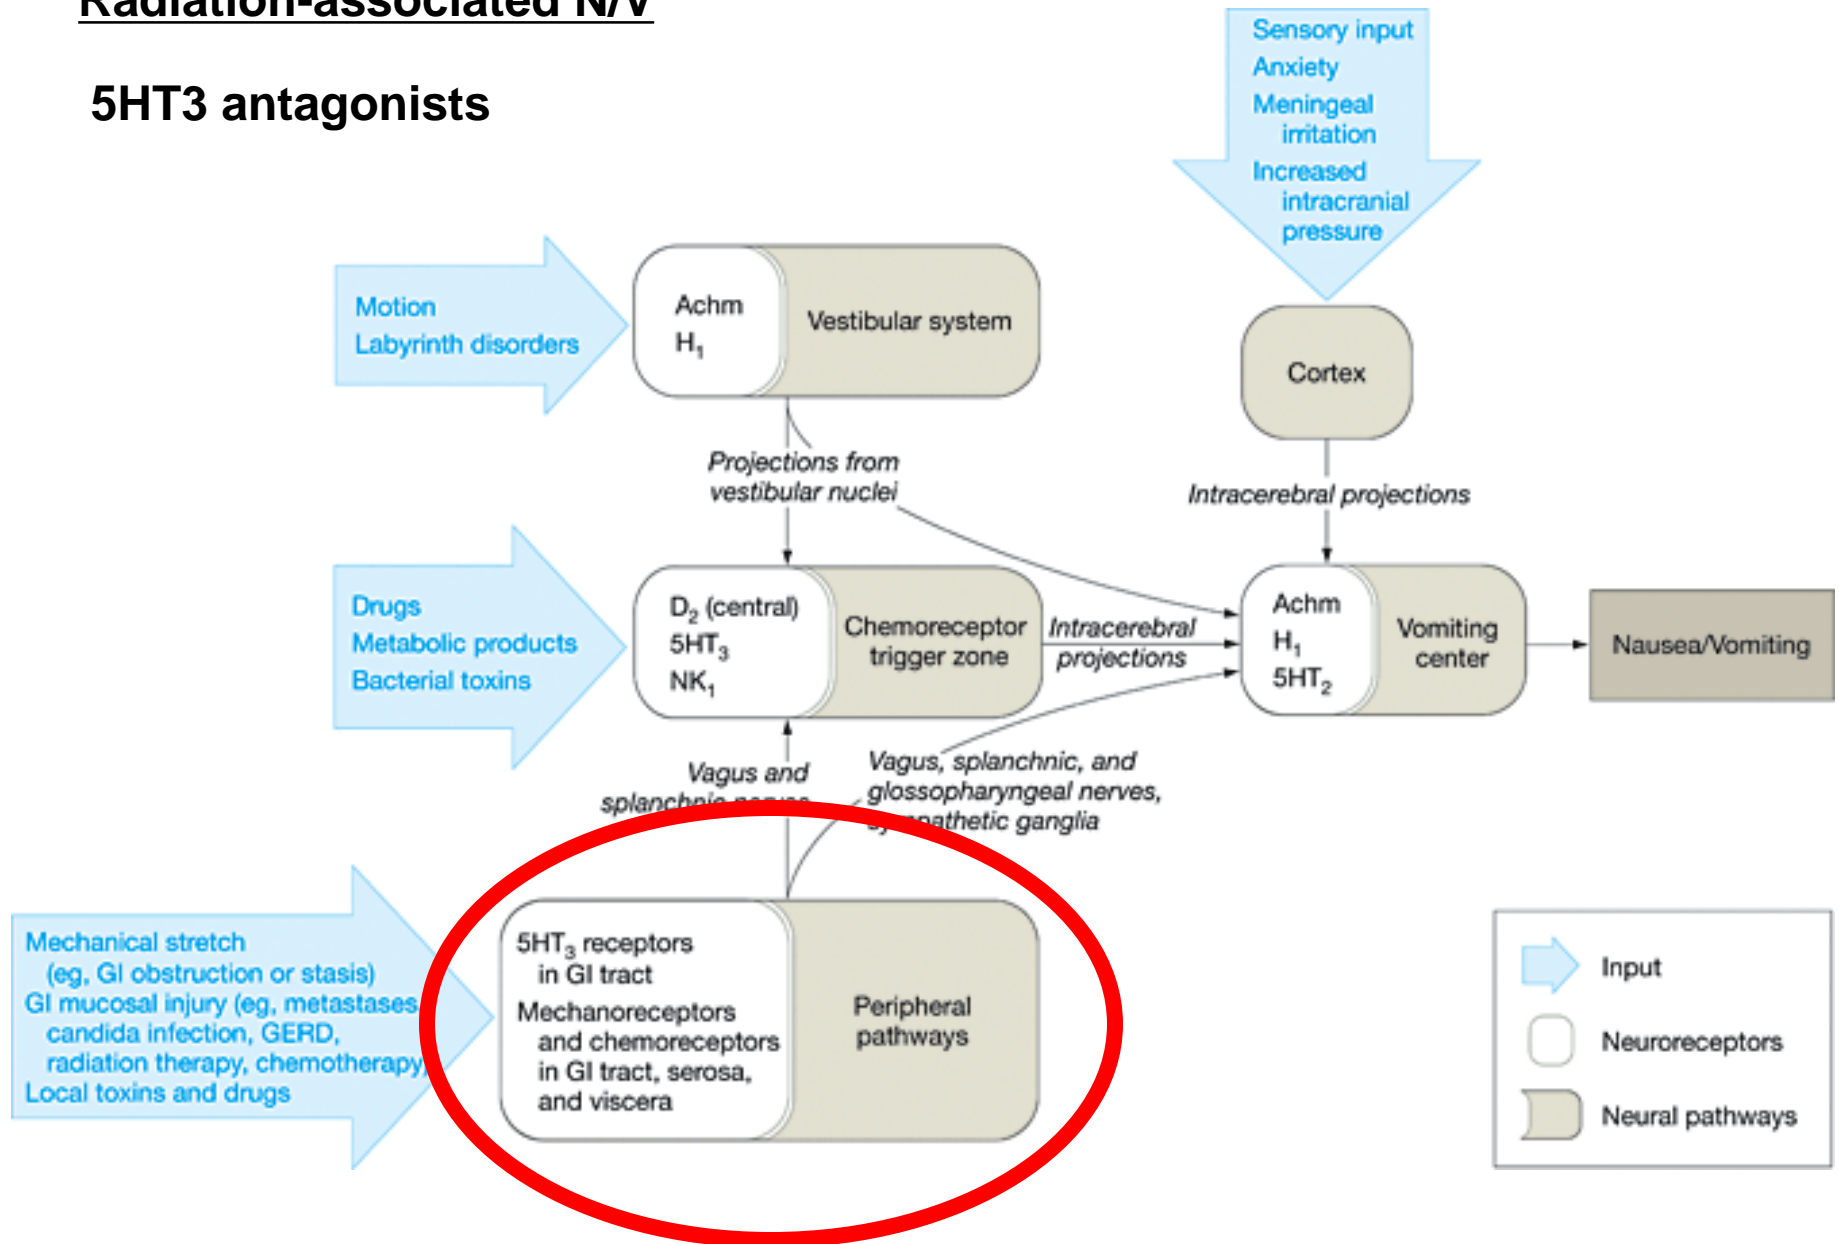 Radiation-associated N/V
5HT3 antagonists
Sensory input
Anxiety
Meningeal
irritation
Increased
intracranial
pressure
Motion
Labyrinth disorders
Achm
H1
Vestibular system
Cortex
Projections from
vestibular nuclei
Intracerebral projections
Drugs
Metabolic products
Bacterial toxins
D2 (central)
5HT3
NK1
Chemoreceptor
trigger zone
Intracerebral
projections
Achm
H1
5HT2
Vomiting
center
Nausea/Vomiting
Vagus and
splanchnic nerves
Vagus, splanchnic, and
glossopharyngeal nerves,
sympathetic ganglia
Mechanical stretch
(eg, GI obstruction or stasis)
GI mucosal injury (eg, metastases,
candida infection, GERD,
radiation therapy, chemotherapy)
Local toxins and drugs
5HT3 receptors
in GI tract
Mechanoreceptors
and chemoreceptors
in GI tract, serosa,
and viscera
Peripheral
pathways
Input
Neuroreceptors
Neural pathways